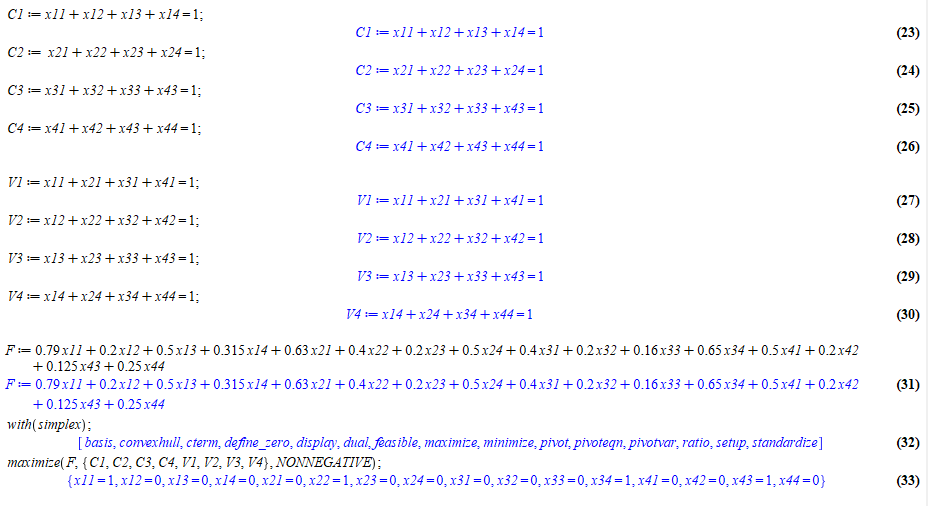 C1 := x11 + x12 + x13 + x14 = 1;
C1 := x11 + x12 + x13 + x14 = 1 (23)
C2 := x21 + x22 + x23 + x24 = 1;
C2 := x21 + x22 + x23 + x24 = 1 (24)
C3 := x31 + x32 + x33 + x43 = 1;
C3 := x31 + x32 + x33 + x43 = 1 (25)
C4 := x41 + x42 + x43 + x44 = 1;
C4 := x41 + x42 + x43 + x44 = 1 (26)
V1 := x11 + x21 + x31 + x41 = 1;
V1 := x11 + x21 + x31 + x41 = 1 (27)
V2 := x12 + x22 + x32 + x42 = 1;
V2 := x12 + x22 + x32 + x42 = 1 (28)
V3 := x13 + x23 + x33 + x43 = 1;
V3 := x13 + x23 + x33 + x43 = 1 (29)
V4 := x14 + x24 + x34 + x44 = 1;
V4 := x14 + x24 + x34 + x44 = 1 (30)
F := 0.79 x11 + 0.2 x12 + 0.5 x13 + 0.315 x14 + 0.63 x21 + 0.4 x22 + 0.2 x23 + 0.5 x24 + 0.4 x31 + 0.2 x32 + 0.16 x33 + 0.65 x34 + 0.5 x41 + 0.2 x42
+ 0.125 x43 + 0.25 x44
F := 0.79 x11 + 0.2 x12 + 0.5 x13 + 0.315 x14 + 0.63 x21 + 0.4 x22 + 0.2 x23 + 0.5 x24 + 0.4 x31 + 0.2 x32 + 0.16 x33 + 0.65 x34 + 0.5 x41 + 0.2 x42 (31)
+ 0.125 x43 + 0.25 x44
with(simplex);
[basis, convexhull, cterm, define_zero, display, dual, feasible, maximize, minimize, pivot, pivoteqn, pivotvar, ratio, setup, standardize] (32)
maximize(F, {C1, C2, C3, C4, V1, V2, V3, V4}, NONNEGATIVE);
{x11 = 1, x12 = 0, x13 = 0, x14 = 0, x21 = 0, x22 = 1, x23 = 0, x24 = 0, x31 = 0, x32 = 0, x33 = 0, x34 = 1, x41 = 0, x42 = 0, x43 = 1, x44 = 0} (33)